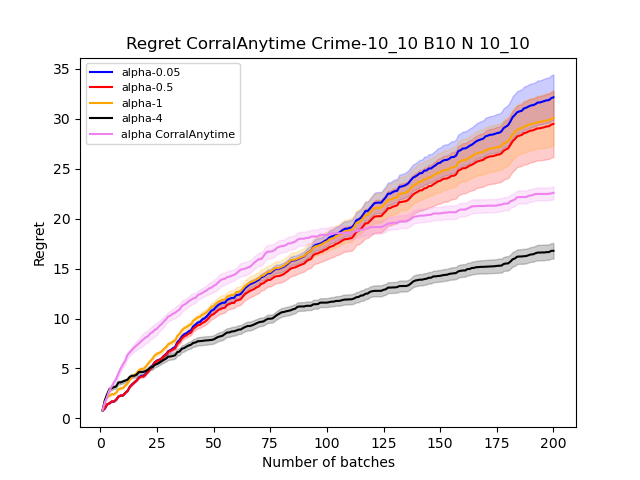 Regret CorralAnytime Crime-10_10 B10 N 10_10
alpha-0.05
alpha-0.5
alpha-1
alpha-4
alpha CorralAnytime
35
30
25
20
15
10
5
0
Regret
0 25 50 75 100 125 150 175 200
Number of batches